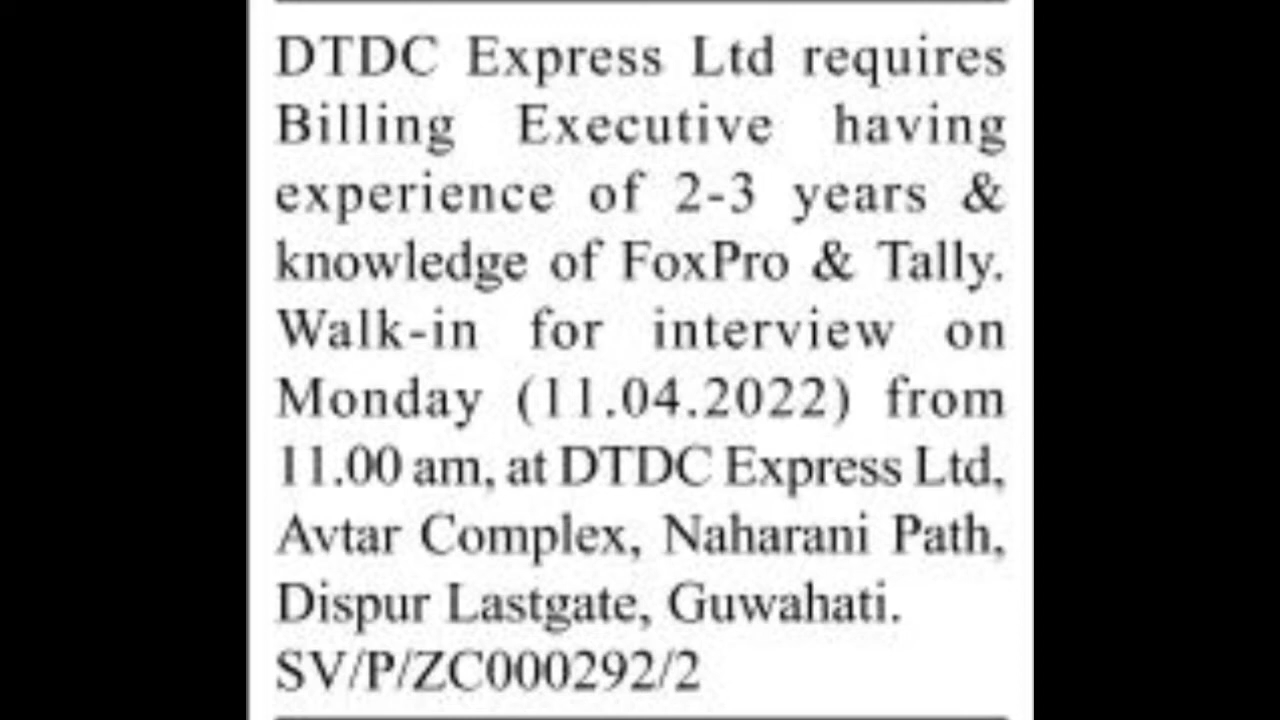 DTDC Express Ltd requires
Billing Executive having
experience of 2-3 years &
knowledge of FoxPro & Tally.
Walk-in for interview on
Monday (11.04.2022) from
11.00 am, at DTDC Express Ltd,
Avtar Complex, Naharani Path,
Dispur Lastgate, Guwahati.
SV/P/ZC000292/2